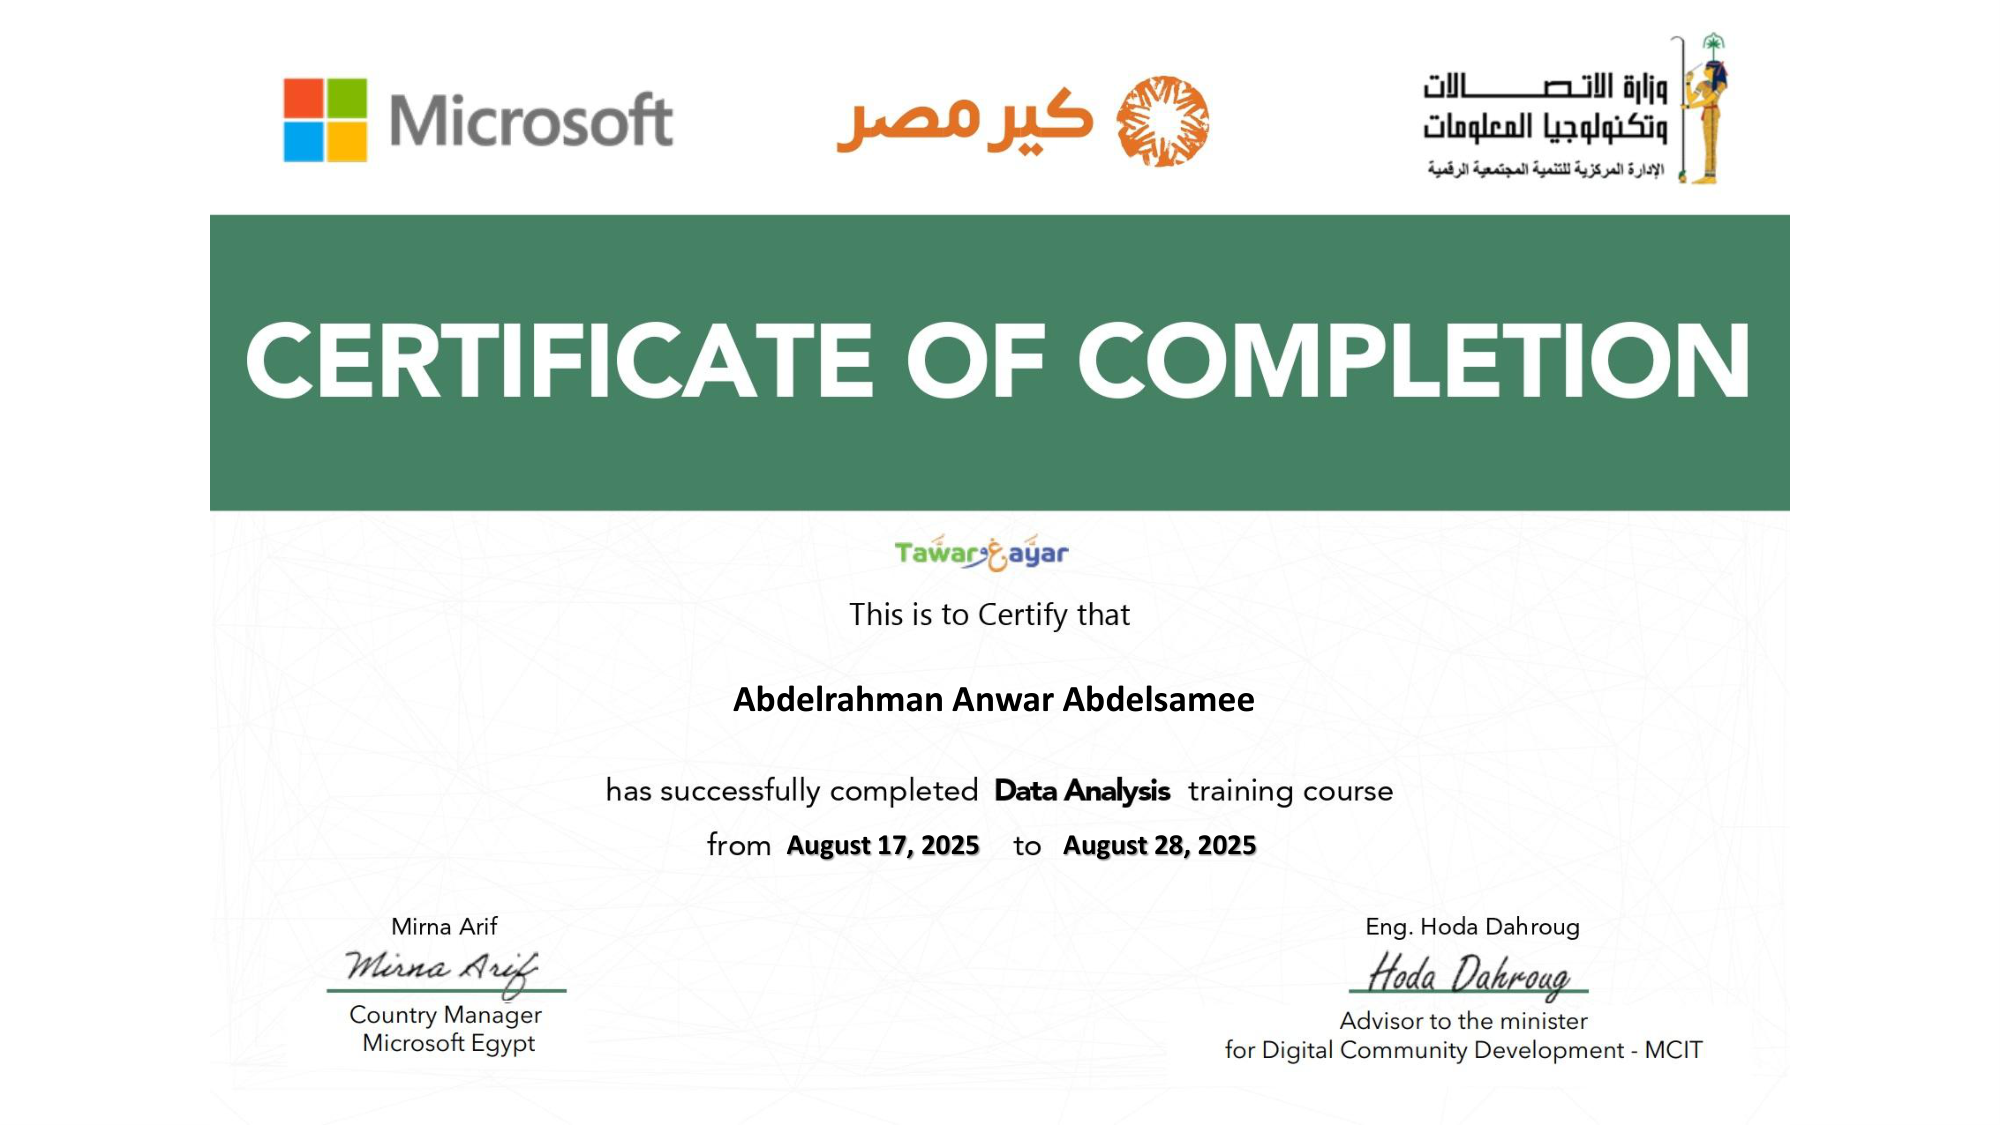 Microsoft
كير مصر
وزارة الاتصـالات
وتكنولوجيا المعلومات
الإدارة المركزية للتنمية المجتمعية الرقمية
CERTIFICATE OF COMPLETION
Tawar وغ ayar
This is to Certify that
Abdelrahman Anwar Abdelsamee
has successfully completed Data Analysis training course
from August 17, 2025 to August 28, 2025
Mirna Arif
Mirna Arif
Country Manager
Microsoft Egypt
Eng. Hoda Dahroug
Hoda Dahroug
Advisor to the minister
for Digital Community Development - MCIT